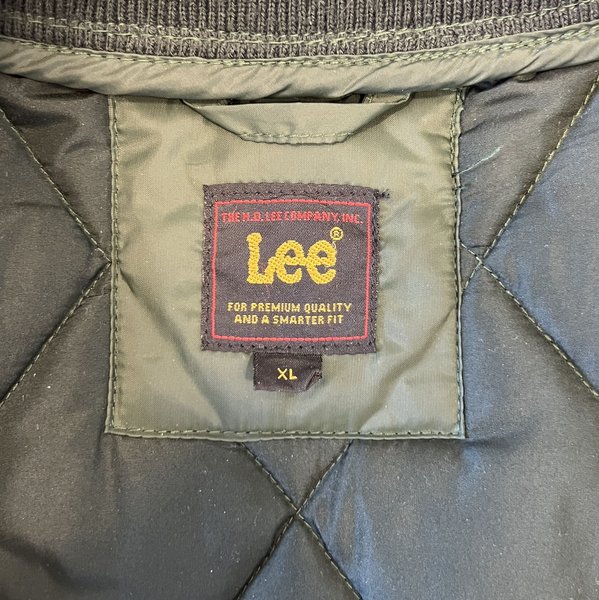 THE H.D. LEE COMPANY, INC.
Lee®
FOR PREMIUM QUALITY
AND A SMARTER FIT
XL